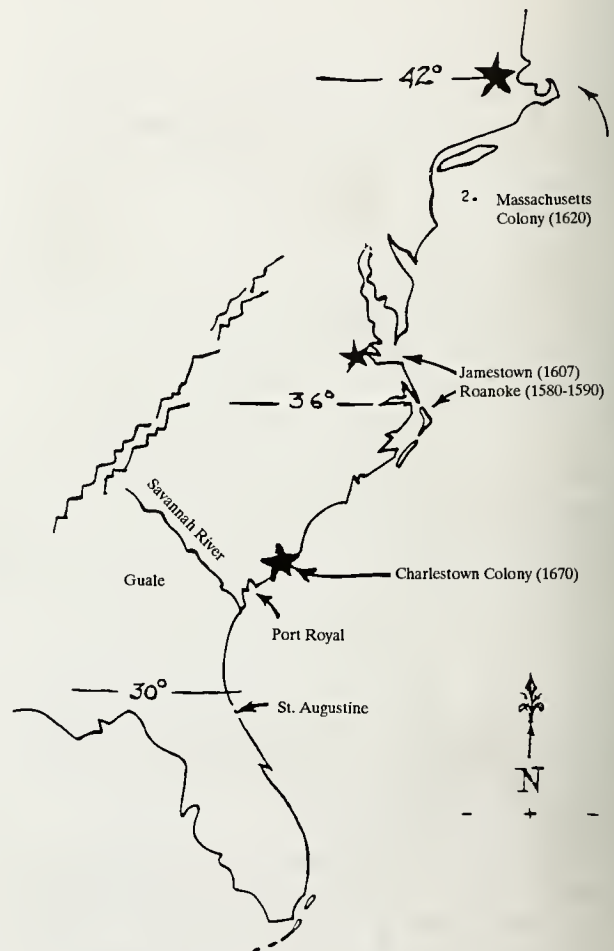 42°
2. Massachusetts
Colony (1620)
Jamestown (1607)
Roanoke (1580-1590)
36°
Savannah River
Guale
Charlestown Colony (1670)
Port Royal
30°
St. Augustine
N